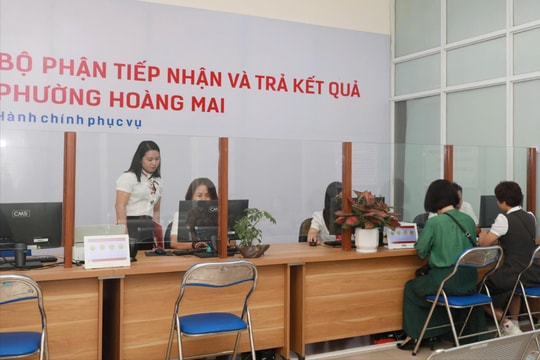 BỘ PHẬN TIẾP NHẬN VÀ TRẢ KẾT QUẢ
PHƯỜNG HOÀNG MAI
Hành chính phục vụ
CMS